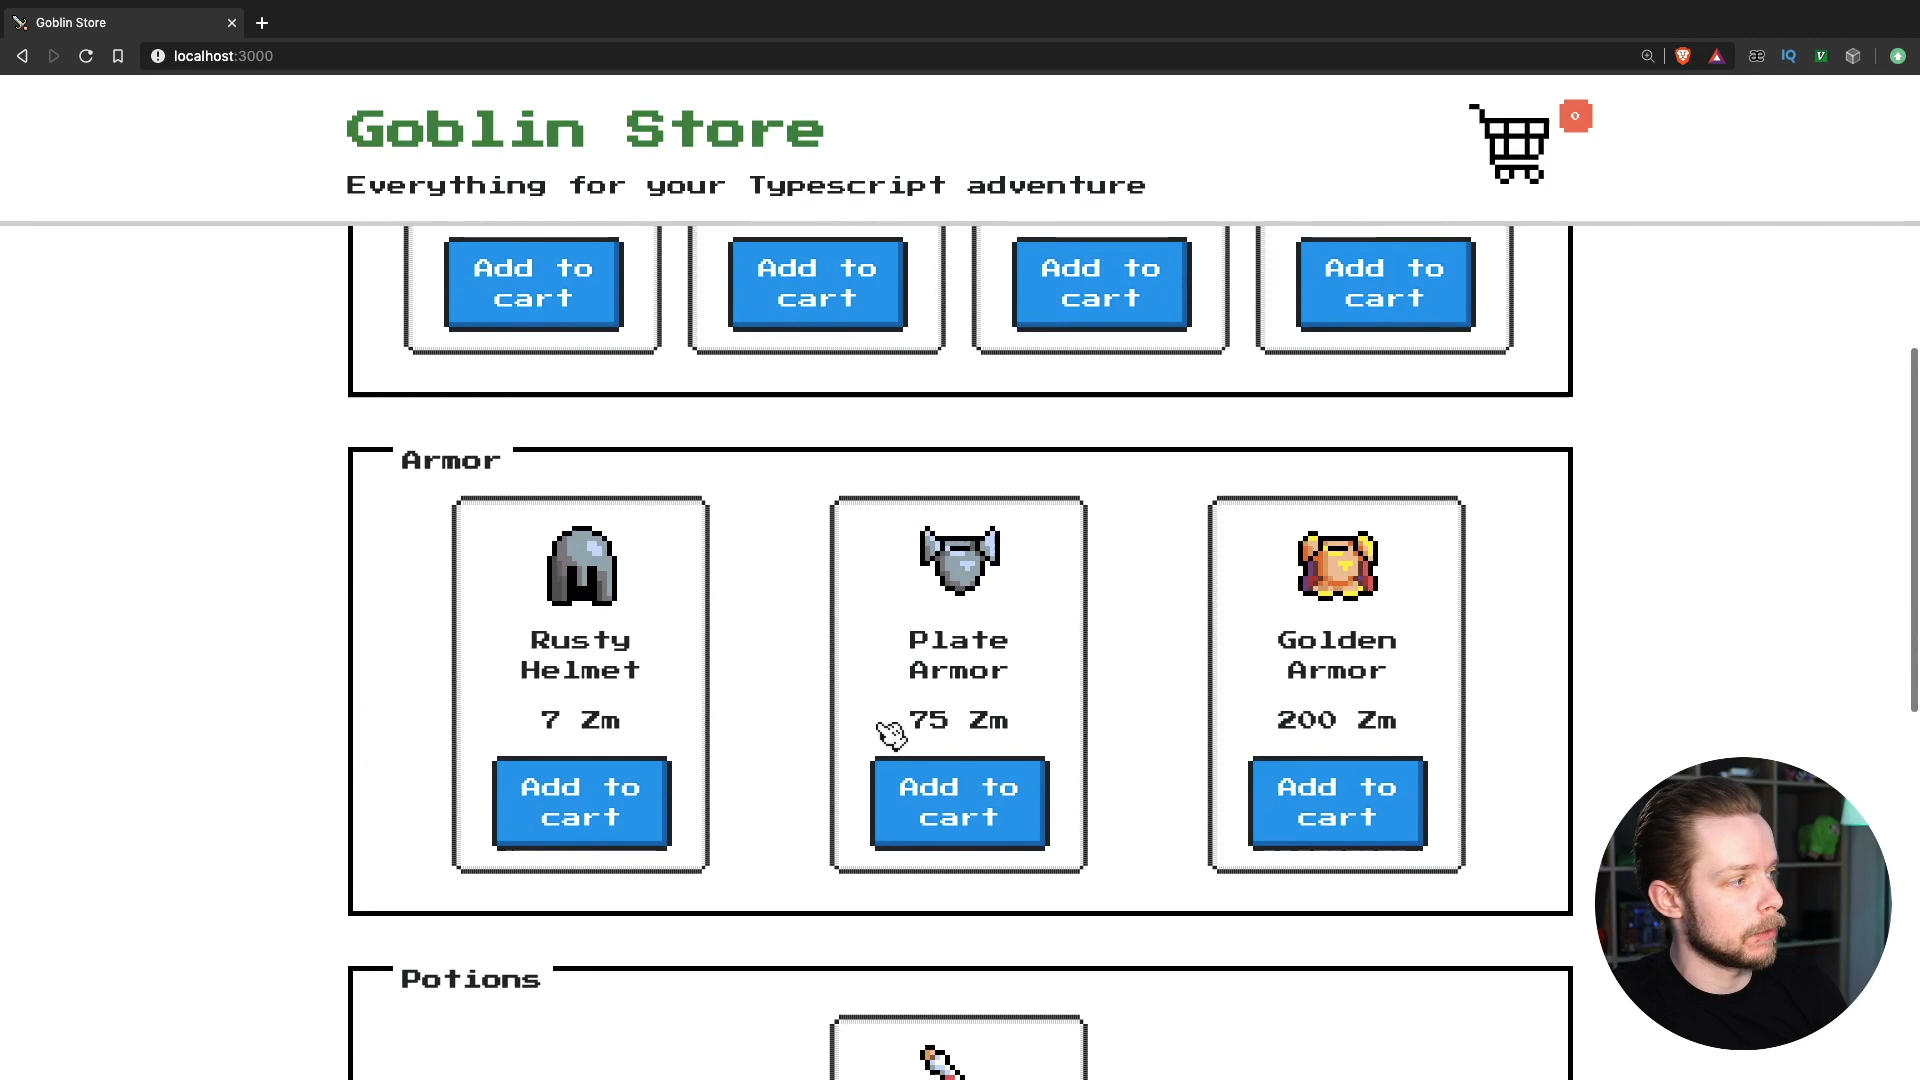 Goblin Store
localhost:3000
IQ
V
Goblin Store
0
Everything for your Typescript adventure
Add to
cart
Add to
cart
Add to
cart
Add to
cart
Armor
Rusty
Helmet
7 Zm
Add to
cart
Plate
Armor
75 Zm
Add to
cart
Golden
Armor
200 Zm
Add to
cart
Potions